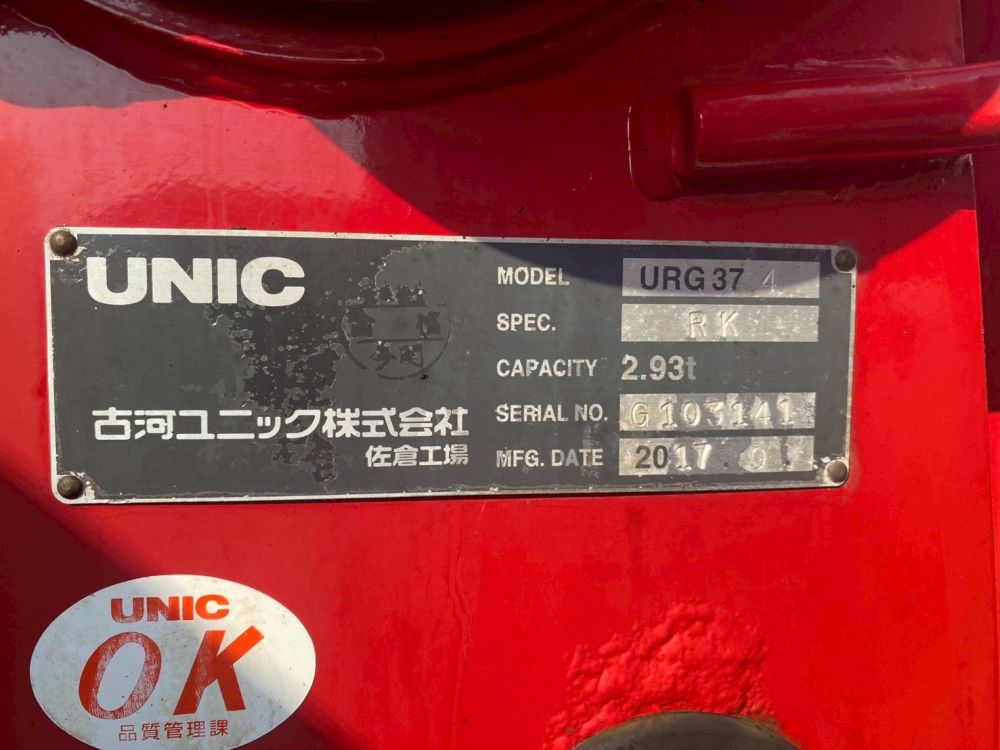 UNIC
MODEL URG37 4
SPEC. RK
CAPACITY 2.93t
SERIAL NO. G103141
MFG. DATE 2017 . 9 .
古河ユニック株式会社
佐倉工場
UNIC
OK
品質管理課